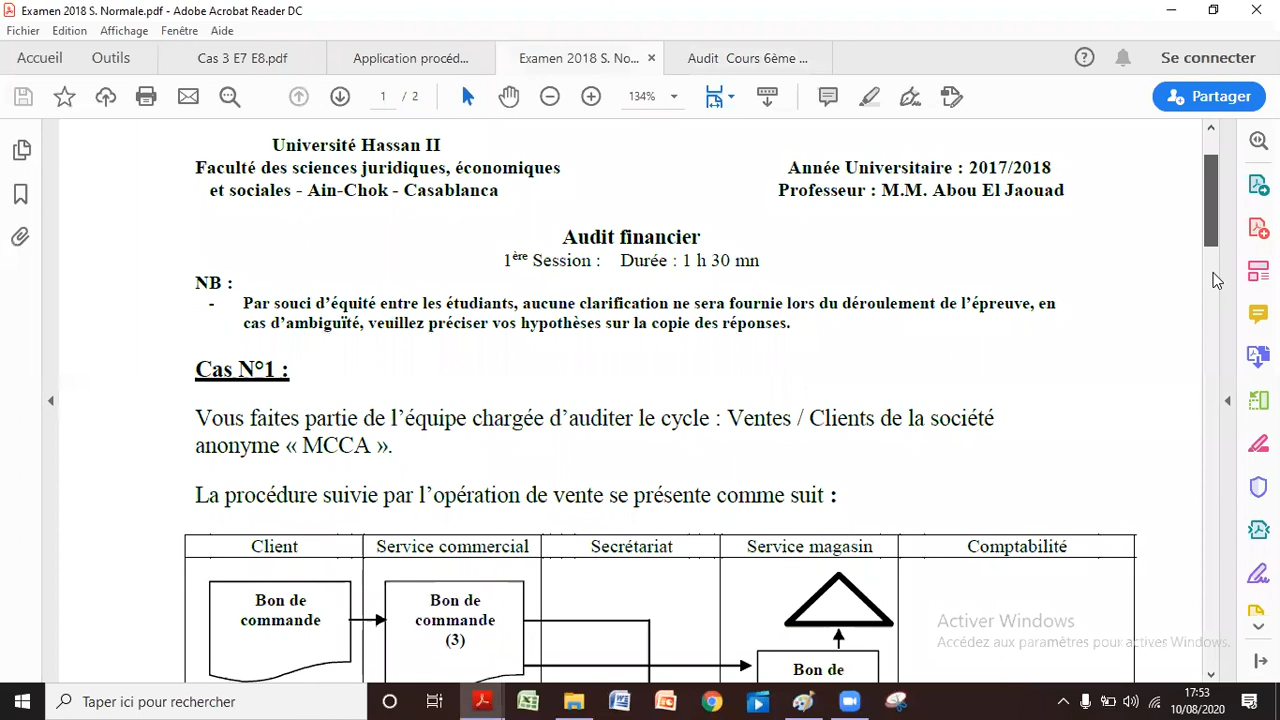 Examen 2018 S. Normale.pdf - Adobe Acrobat Reader DC
Fichier Edition Affichage Fenêtre Aide
Accueil Outils Cas 3 E7 E8.pdf Application procéd... Examen 2018 S. No... × Audit Cours 6ème ... Se connecter
1 / 2 134% Partager
Université Hassan II
Faculté des sciences juridiques, économiques
et sociales - Ain-Chok - Casablanca
Année Universitaire : 2017/2018
Professeur : M.M. Abou El Jaouad
Audit financier
1ère Session : Durée : 1 h 30 mn
NB :
- Par souci d’équité entre les étudiants, aucune clarification ne sera fournie lors du déroulement de l’épreuve, en
cas d’ambiguïté, veuillez préciser vos hypothèses sur la copie des réponses.
Cas N°1 :
Vous faites partie de l’équipe chargée d’auditer le cycle : Ventes / Clients de la société
anonyme « MCCA ».
La procédure suivie par l’opération de vente se présente comme suit :
Client Service commercial Secrétariat Service magasin Comptabilité
Bon de
commande
Bon de
commande
(3)
Bon de
Activer Windows
Accédez aux paramètres pour activer Windows.
Taper ici pour rechercher
17:53
10/08/2020